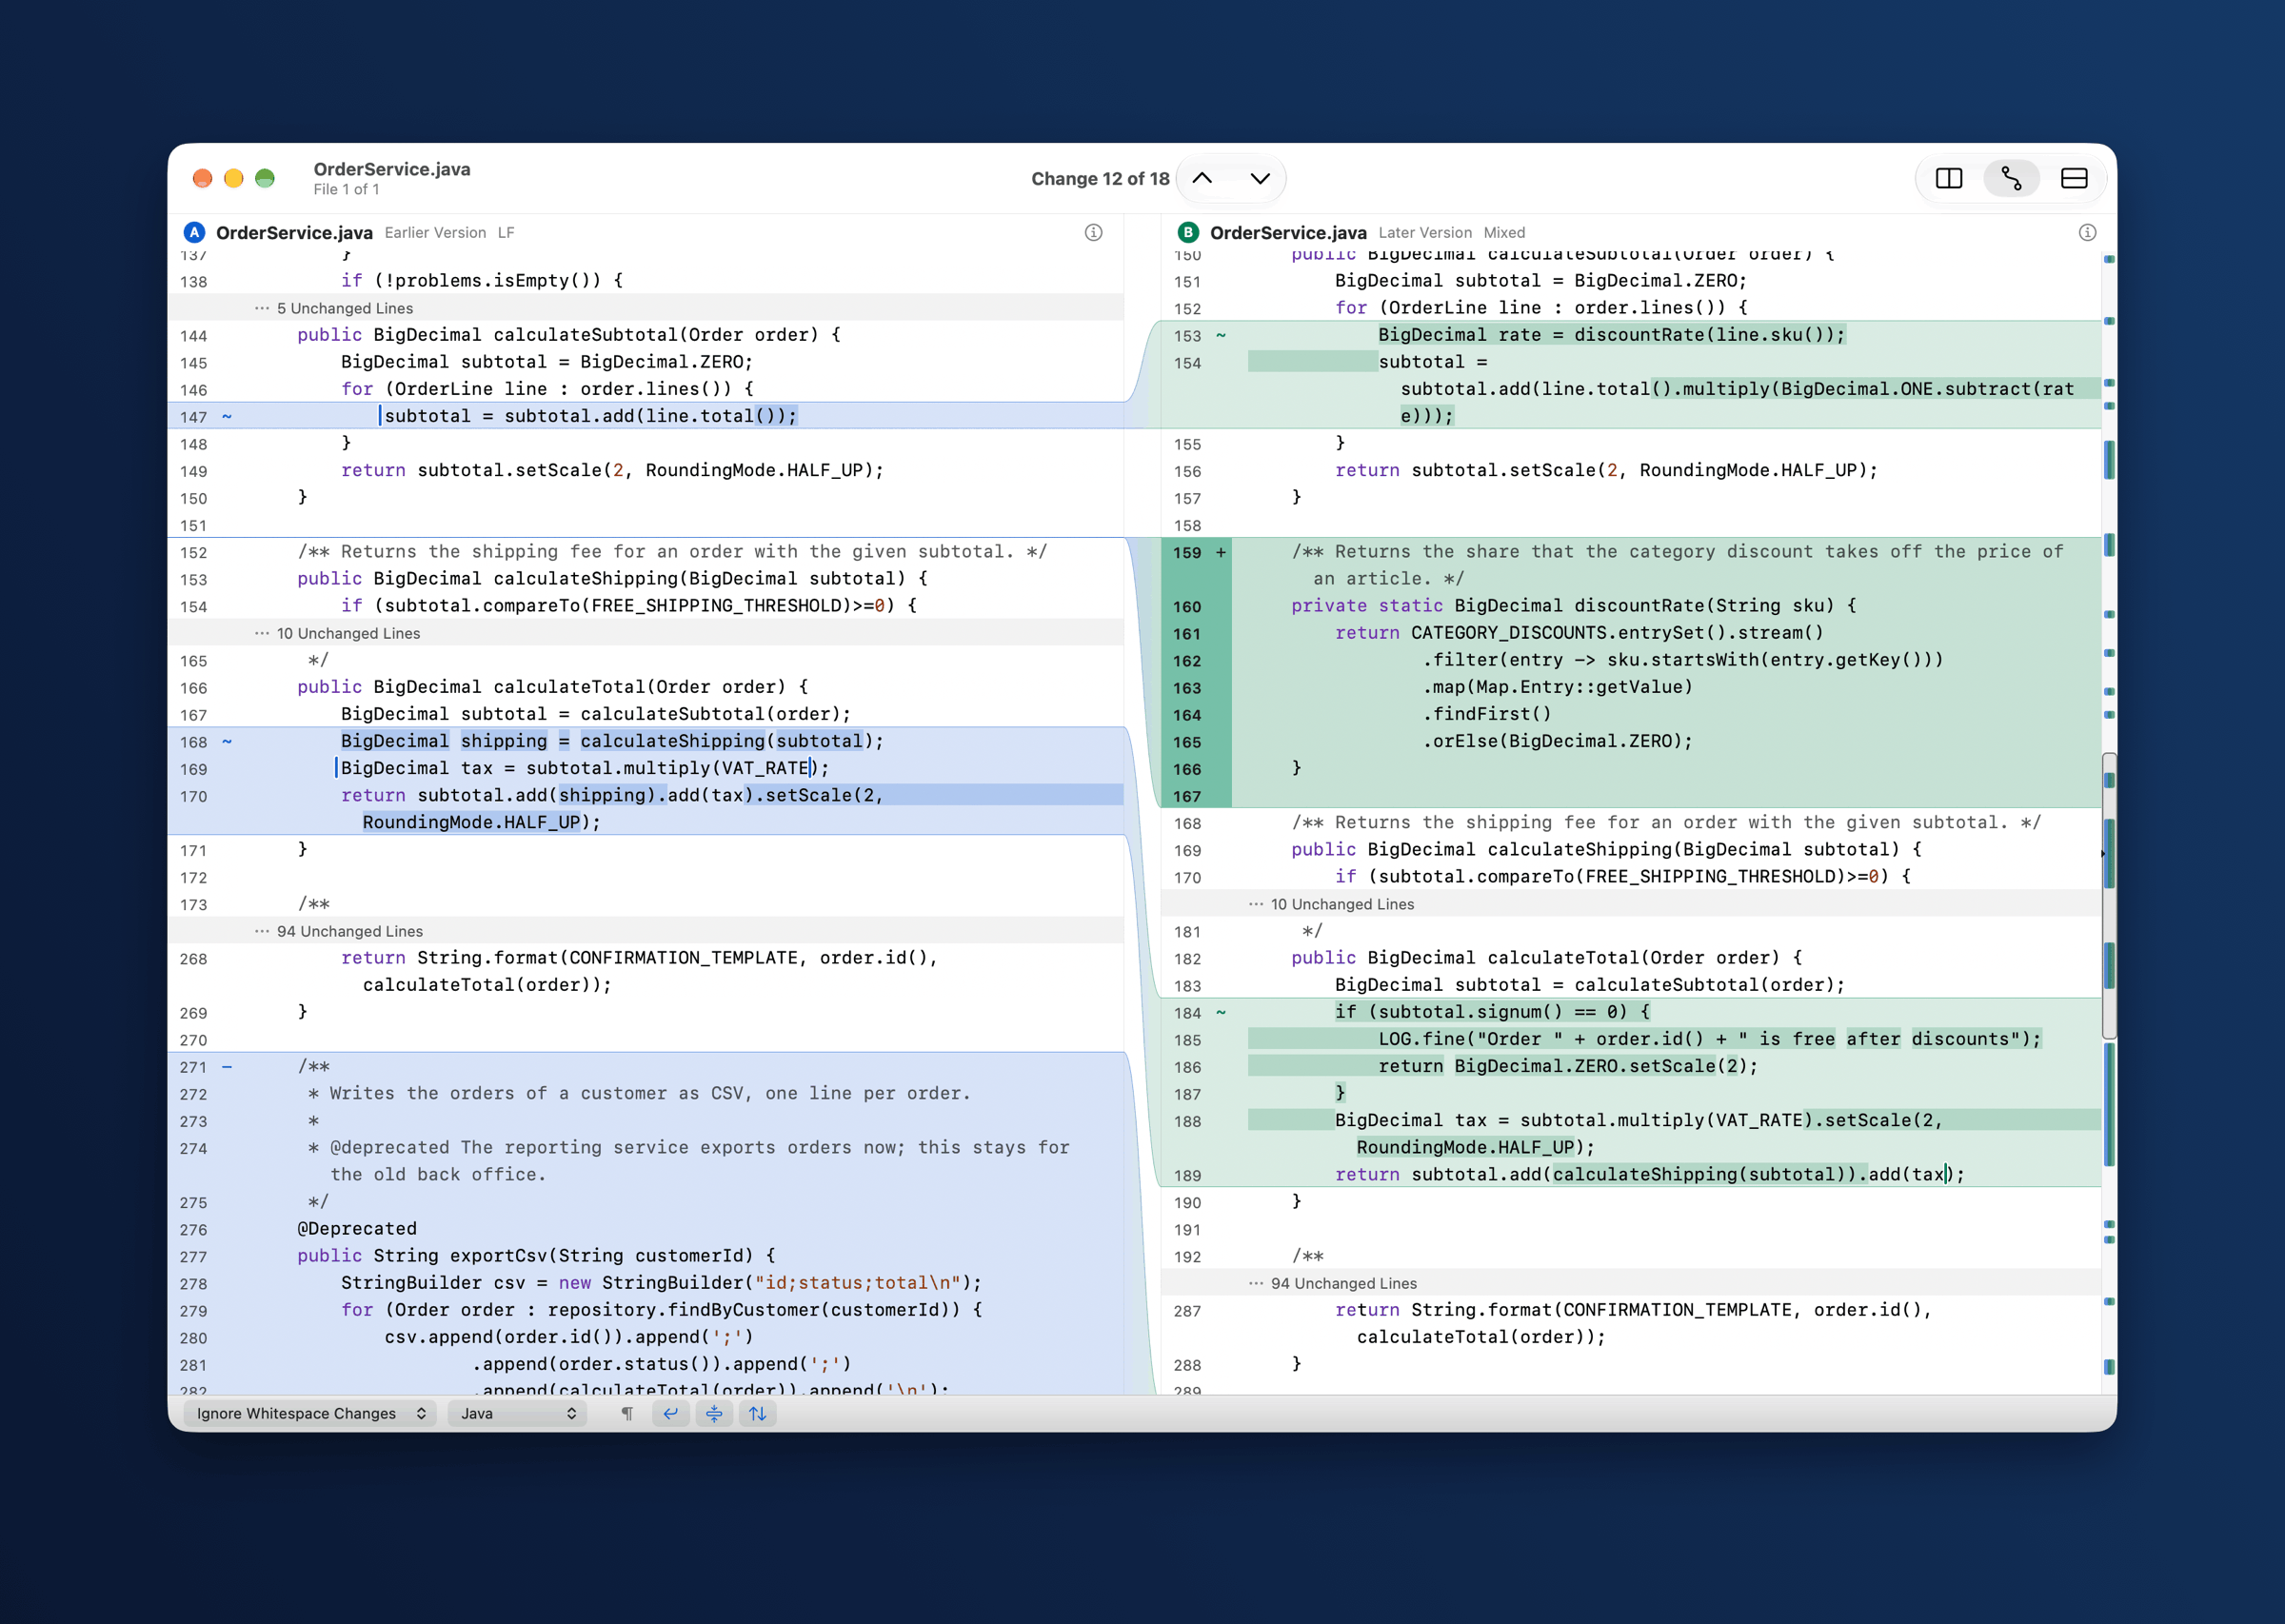 OrderService.java
File 1 of 1
Change 12 of 18
A OrderService.java Earlier Version LF
137 }
138 if (!problems.isEmpty()) {
··· 5 Unchanged Lines
144 public BigDecimal calculateSubtotal(Order order) {
145 BigDecimal subtotal = BigDecimal.ZERO;
146 for (OrderLine line : order.lines()) {
147 ~ subtotal = subtotal.add(line.total());
148 }
149 return subtotal.setScale(2, RoundingMode.HALF_UP);
150 }
151
152 /** Returns the shipping fee for an order with the given subtotal. */
153 public BigDecimal calculateShipping(BigDecimal subtotal) {
154 if (subtotal.compareTo(FREE_SHIPPING_THRESHOLD)>=0) {
··· 10 Unchanged Lines
165 */
166 public BigDecimal calculateTotal(Order order) {
167 BigDecimal subtotal = calculateSubtotal(order);
168 ~ BigDecimal shipping = calculateShipping(subtotal);
169 BigDecimal tax = subtotal.multiply(VAT_RATE);
170 return subtotal.add(shipping).add(tax).setScale(2,
RoundingMode.HALF_UP);
171 }
172
173 /**
··· 94 Unchanged Lines
268 return String.format(CONFIRMATION_TEMPLATE, order.id(),
calculateTotal(order));
269 }
270
271 − /**
272 * Writes the orders of a customer as CSV, one line per order.
273 *
274 * @deprecated The reporting service exports orders now; this stays for
the old back office.
275 */
276 @Deprecated
277 public String exportCsv(String customerId) {
278 StringBuilder csv = new StringBuilder("id;status;total\n");
279 for (Order order : repository.findByCustomer(customerId)) {
280 csv.append(order.id()).append(';')
281 .append(order.status()).append(';')
282 .append(calculateTotal(order)).append('\n');
B OrderService.java Later Version Mixed
150 public BigDecimal calculateSubtotal(Order order) {
151 BigDecimal subtotal = BigDecimal.ZERO;
152 for (OrderLine line : order.lines()) {
153 ~ BigDecimal rate = discountRate(line.sku());
154 subtotal =
subtotal.add(line.total().multiply(BigDecimal.ONE.subtract(rat
e)));
155 }
156 return subtotal.setScale(2, RoundingMode.HALF_UP);
157 }
158
159 + /** Returns the share that the category discount takes off the price of
an article. */
160 private static BigDecimal discountRate(String sku) {
161 return CATEGORY_DISCOUNTS.entrySet().stream()
162 .filter(entry -> sku.startsWith(entry.getKey()))
163 .map(Map.Entry::getValue)
164 .findFirst()
165 .orElse(BigDecimal.ZERO);
166 }
167
168 /** Returns the shipping fee for an order with the given subtotal. */
169 public BigDecimal calculateShipping(BigDecimal subtotal) {
170 if (subtotal.compareTo(FREE_SHIPPING_THRESHOLD)>=0) {
··· 10 Unchanged Lines
181 */
182 public BigDecimal calculateTotal(Order order) {
183 BigDecimal subtotal = calculateSubtotal(order);
184 ~ if (subtotal.signum() == 0) {
185 LOG.fine("Order " + order.id() + " is free after discounts");
186 return BigDecimal.ZERO.setScale(2);
187 }
188 BigDecimal tax = subtotal.multiply(VAT_RATE).setScale(2,
RoundingMode.HALF_UP);
189 return subtotal.add(calculateShipping(subtotal)).add(tax);
190 }
191
192 /**
··· 94 Unchanged Lines
287 return String.format(CONFIRMATION_TEMPLATE, order.id(),
calculateTotal(order));
288 }
289
Ignore Whitespace Changes
Java
¶